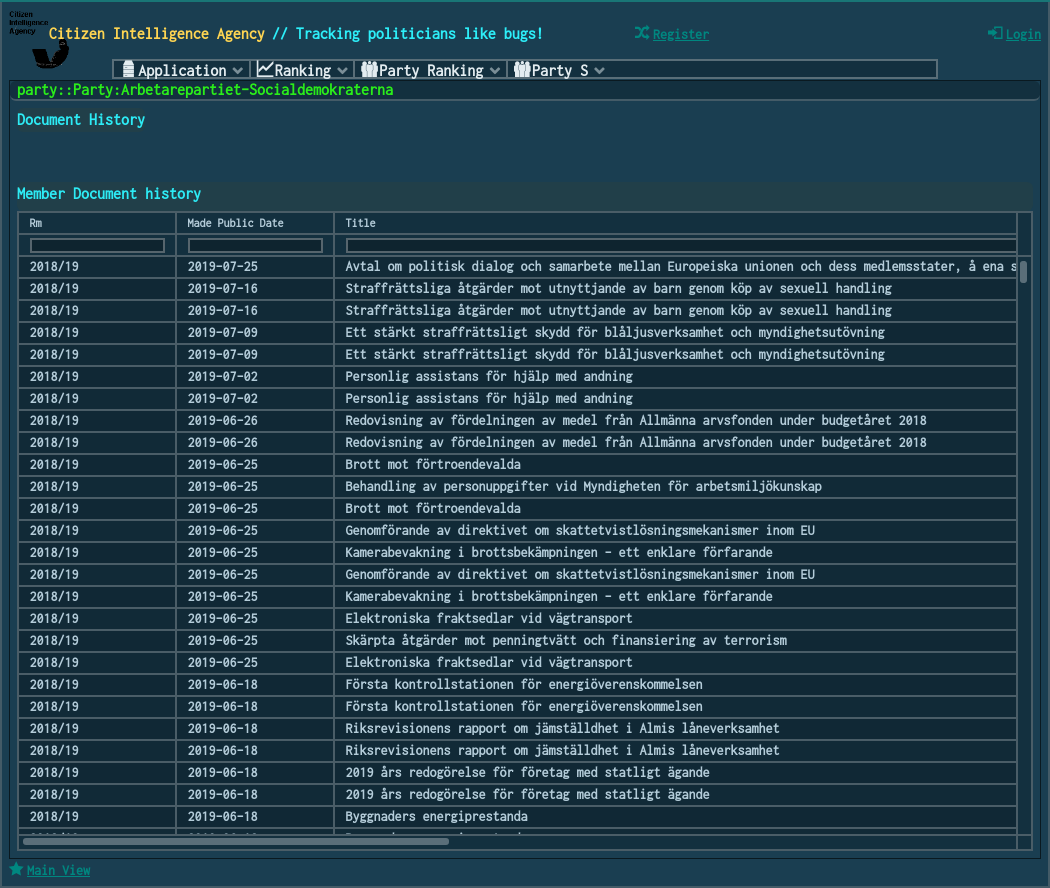 Citizen
Intelligence
Agency
Citizen Intelligence Agency // Tracking politicians like bugs!
Register
Login
Application Ranking Party Ranking Party S
party::Party:Arbetarepartiet-Socialdemokraterna
Document History
Member Document history
Rm Made Public Date Title
2018/19 2019-07-25 Avtal om politisk dialog och samarbete mellan Europeiska unionen och dess medlemsstater, å ena s
2018/19 2019-07-16 Straffrättsliga åtgärder mot utnyttjande av barn genom köp av sexuell handling
2018/19 2019-07-16 Straffrättsliga åtgärder mot utnyttjande av barn genom köp av sexuell handling
2018/19 2019-07-09 Ett stärkt straffrättsligt skydd för blåljusverksamhet och myndighetsutövning
2018/19 2019-07-09 Ett stärkt straffrättsligt skydd för blåljusverksamhet och myndighetsutövning
2018/19 2019-07-02 Personlig assistans för hjälp med andning
2018/19 2019-07-02 Personlig assistans för hjälp med andning
2018/19 2019-06-26 Redovisning av fördelningen av medel från Allmänna arvsfonden under budgetåret 2018
2018/19 2019-06-26 Redovisning av fördelningen av medel från Allmänna arvsfonden under budgetåret 2018
2018/19 2019-06-25 Brott mot förtroendevalda
2018/19 2019-06-25 Behandling av personuppgifter vid Myndigheten för arbetsmiljökunskap
2018/19 2019-06-25 Brott mot förtroendevalda
2018/19 2019-06-25 Genomförande av direktivet om skattetvistlösningsmekanismer inom EU
2018/19 2019-06-25 Kamerabevakning i brottsbekämpningen – ett enklare förfarande
2018/19 2019-06-25 Genomförande av direktivet om skattetvistlösningsmekanismer inom EU
2018/19 2019-06-25 Kamerabevakning i brottsbekämpningen – ett enklare förfarande
2018/19 2019-06-25 Elektroniska fraktsedlar vid vägtransport
2018/19 2019-06-25 Skärpta åtgärder mot penningtvätt och finansiering av terrorism
2018/19 2019-06-25 Elektroniska fraktsedlar vid vägtransport
2018/19 2019-06-18 Första kontrollstationen för energiöverenskommelsen
2018/19 2019-06-18 Första kontrollstationen för energiöverenskommelsen
2018/19 2019-06-18 Riksrevisionens rapport om jämställdhet i Almis låneverksamhet
2018/19 2019-06-18 Riksrevisionens rapport om jämställdhet i Almis låneverksamhet
2018/19 2019-06-18 2019 års redogörelse för företag med statligt ägande
2018/19 2019-06-18 2019 års redogörelse för företag med statligt ägande
2018/19 2019-06-18 Byggnaders energiprestanda
Main View